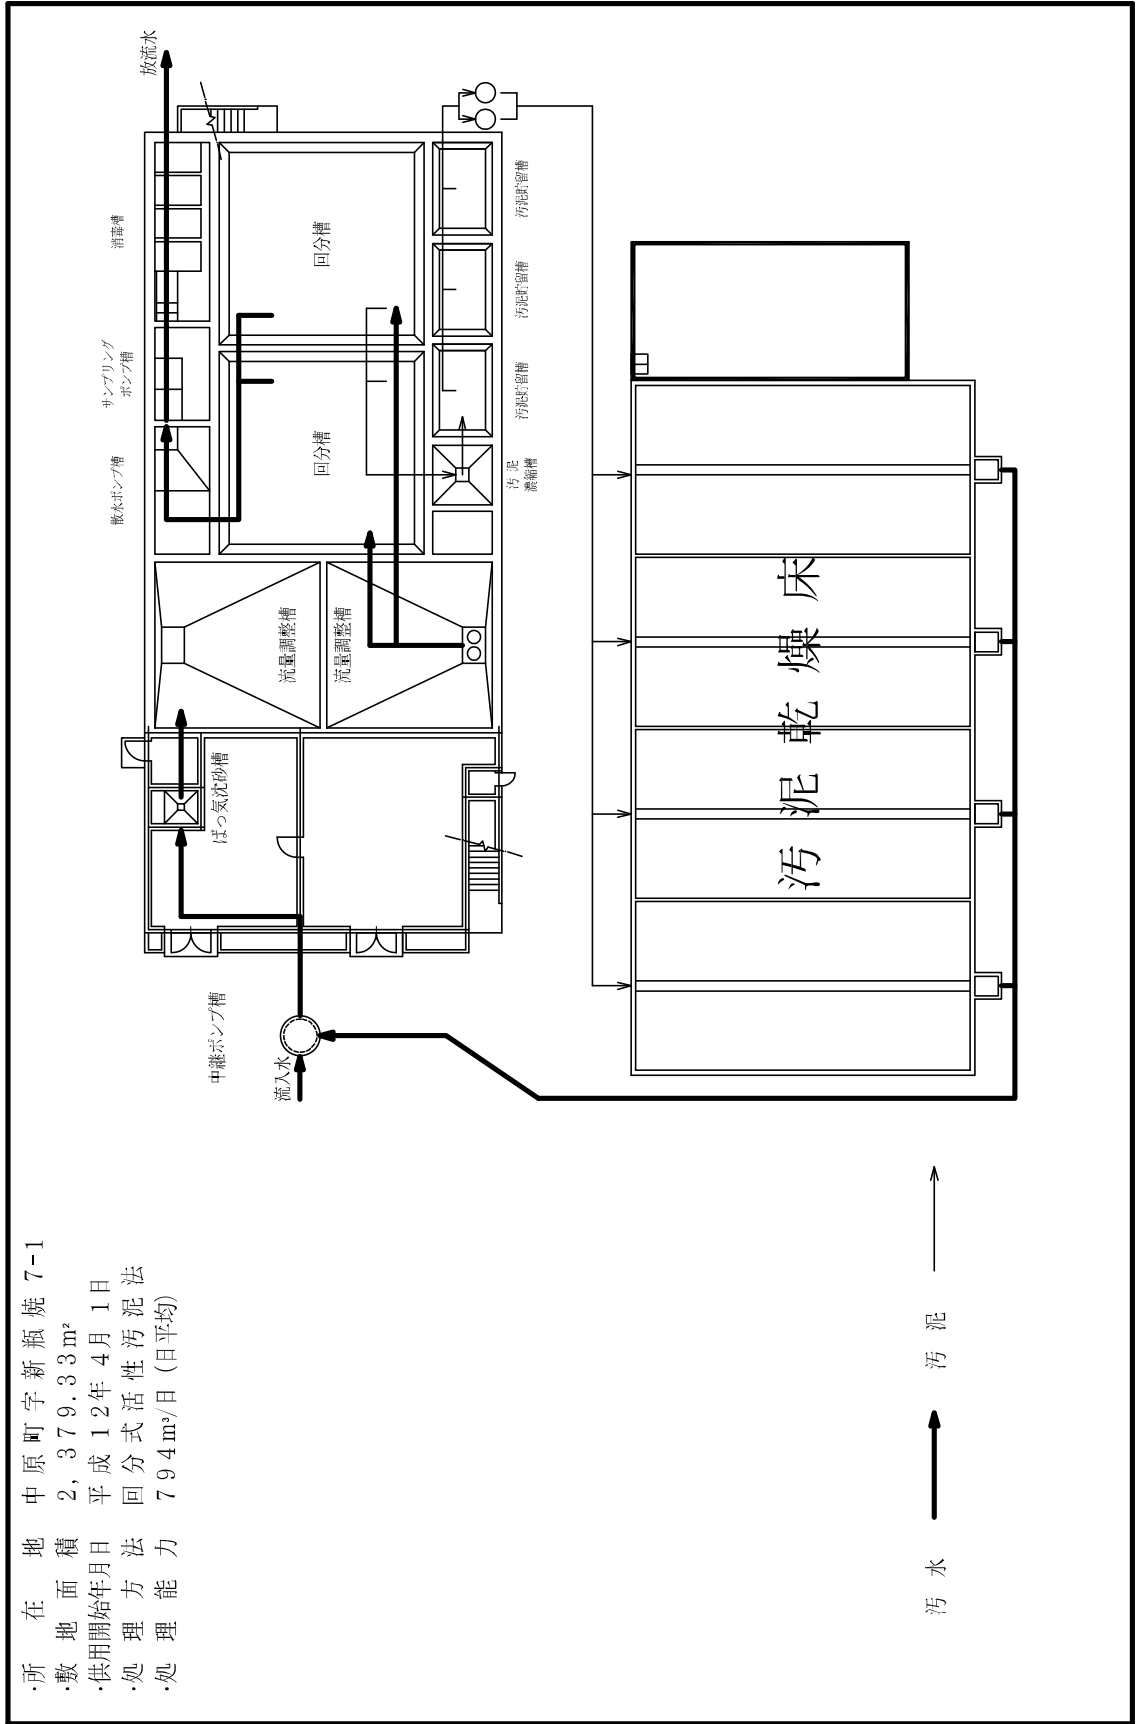 ・所在地 中原町字新瓶焼 7-1
・敷地面積 2,379.33m²
・供用開始年月日 平成12年4月1日
・処理方法 回分式活性汚泥法
・処理能力 794m³/日(日平均)
放流水
消毒槽
サンプリング
ポンプ槽
散水ポンプ槽
回分槽
回分槽
汚泥貯留槽
汚泥貯留槽
汚泥貯留槽
汚泥
濃縮槽
流量調整槽
流量調整槽
ばっ気沈砂槽
中継ポンプ槽
流入水
汚泥乾燥床
汚水
汚泥